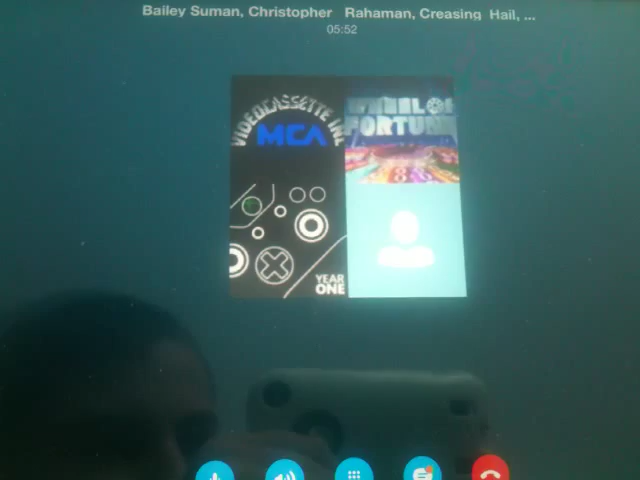 Bailey Suman, Christopher Rahaman, Creasing Hail, ...
05:52
VIDEOCASSETTE INC
MCA
WHEEL OF
FORTUNE
YEAR
ONE